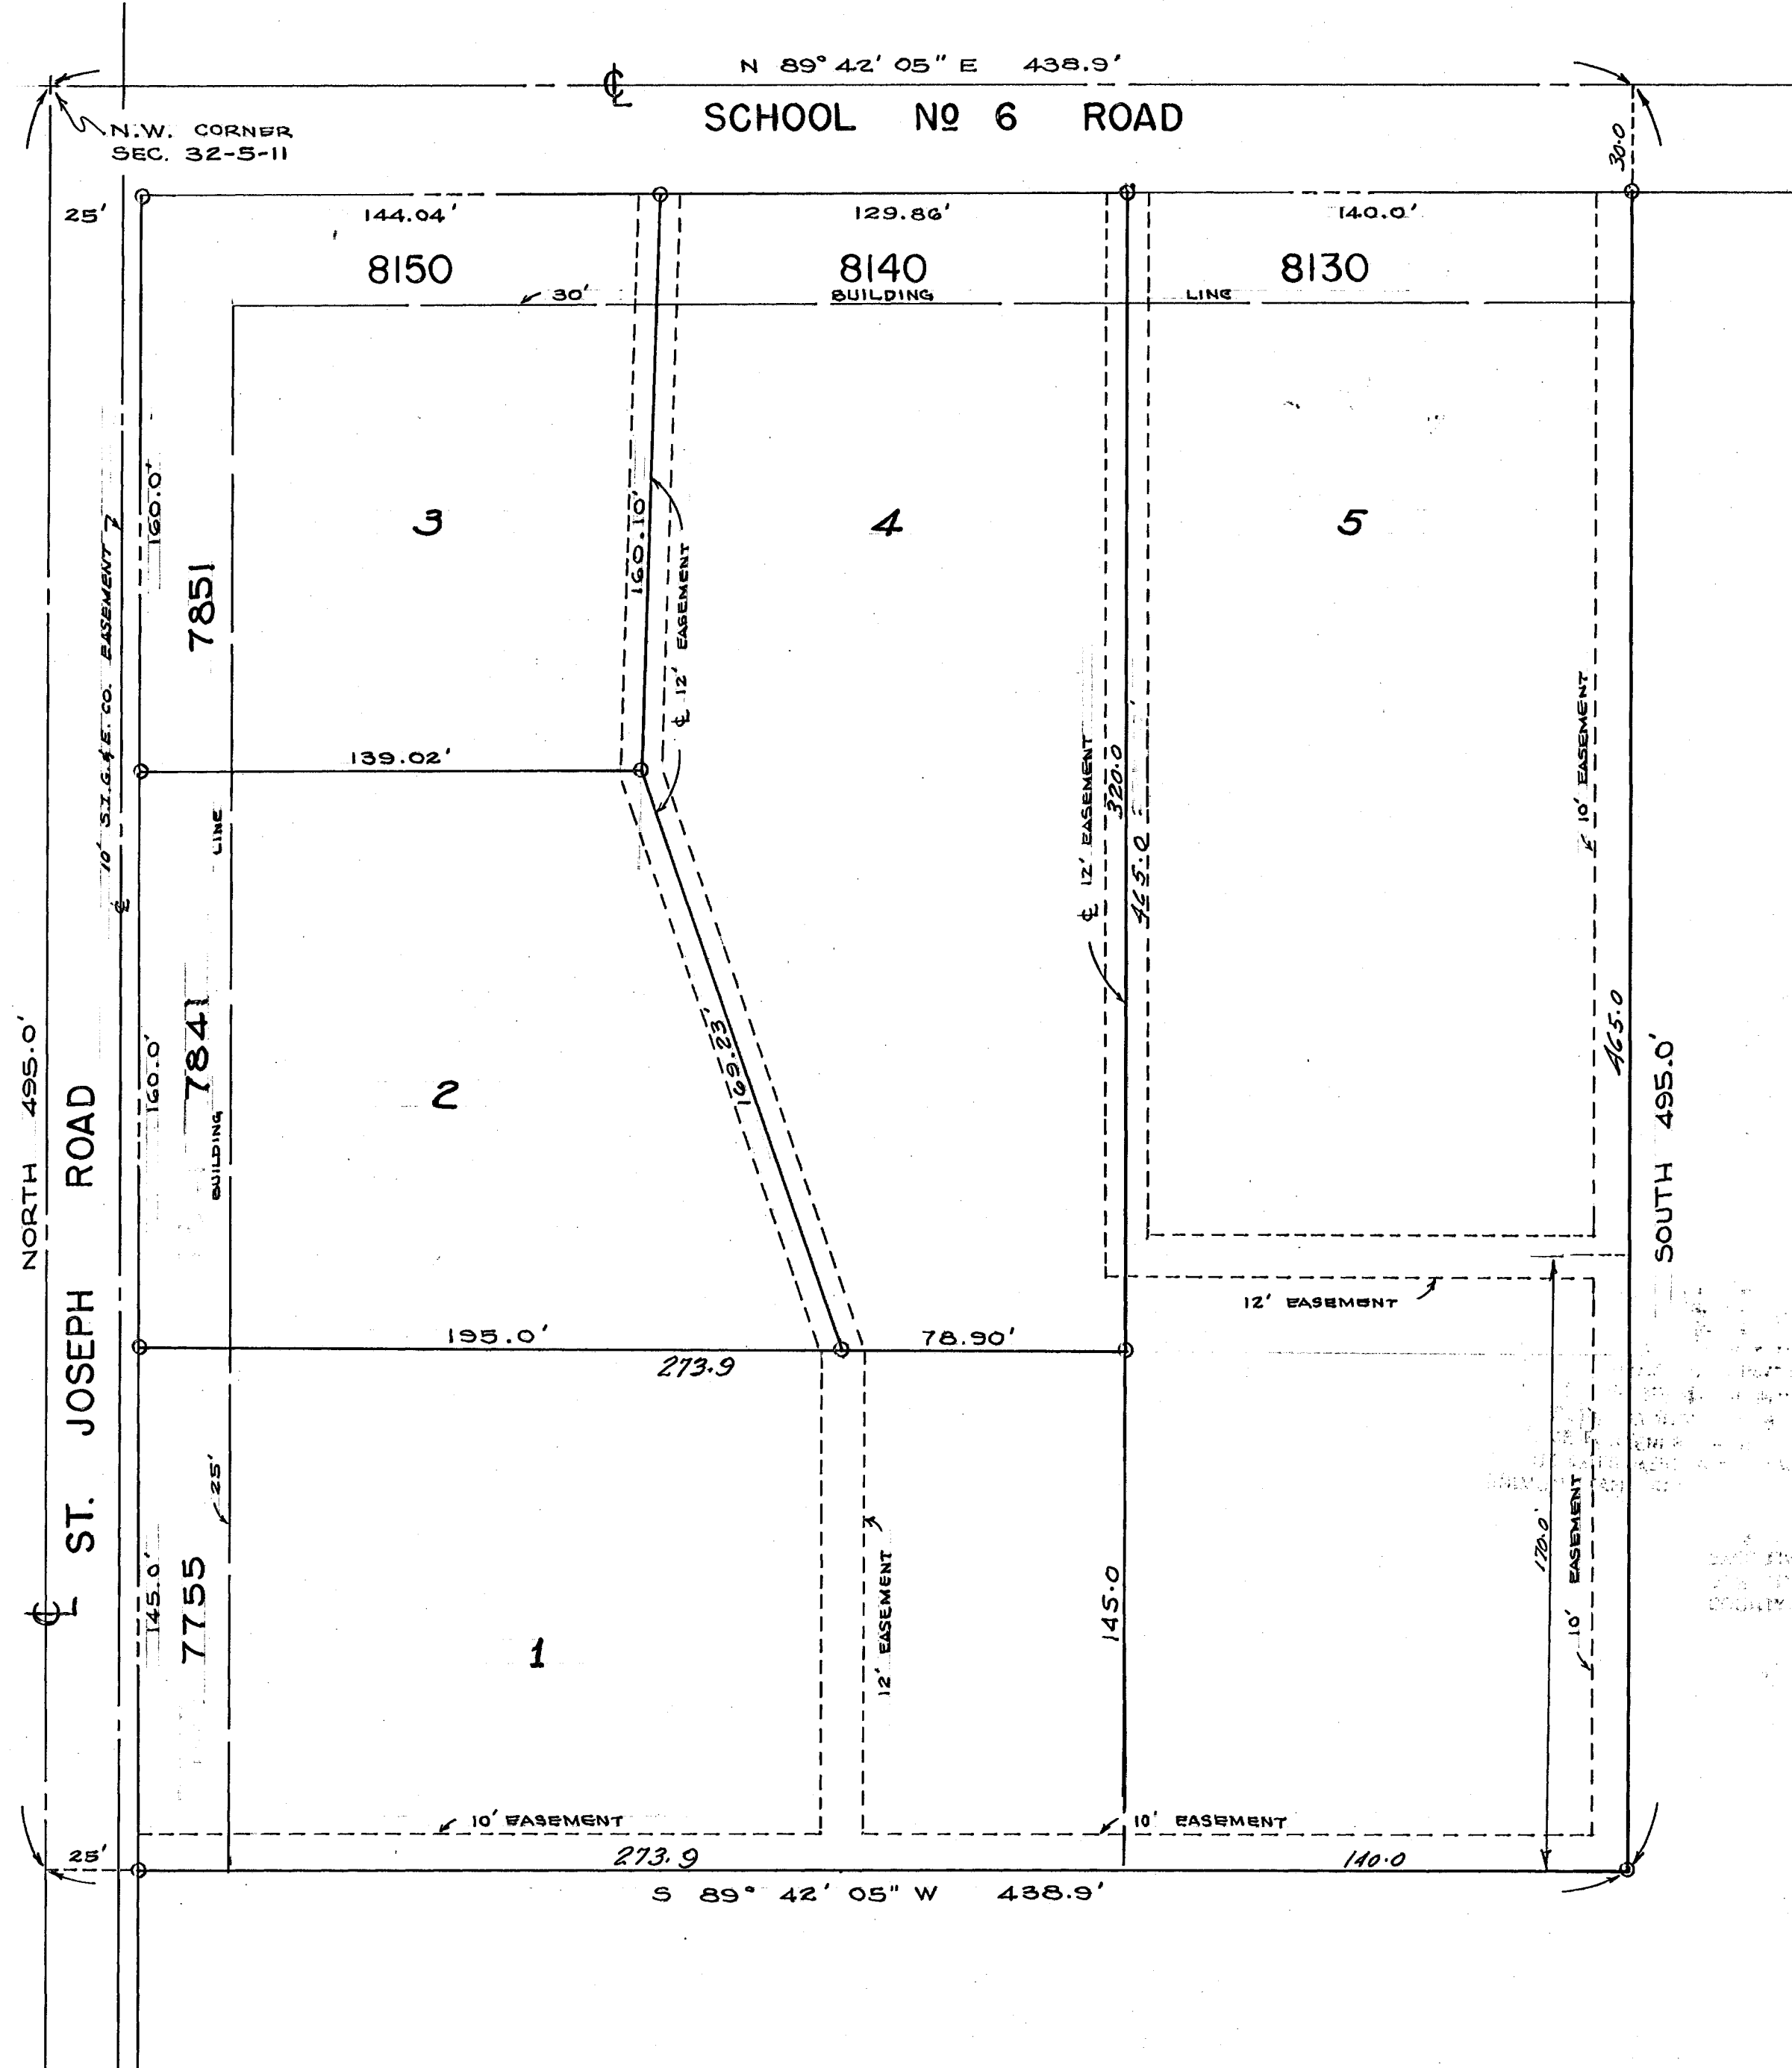 N 89° 42' 05" E 438.9'
℄
SCHOOL No 6 ROAD
N.W. CORNER
SEC. 32-5-11
30.0
25'
144.04'
129.86'
140.0'
8150
8140
8130
30'
BUILDING LINE
160.0'
10' S.I.G.&E. CO. EASEMENT
℄
7851
3
160.10'
℄ 12' EASEMENT
4
5
139.02'
℄ 12' EASEMENT
320.0
465.0
10' EASEMENT
465.0
NORTH 495.0'
ST. JOSEPH ROAD
℄
160.0'
7841
BUILDING LINE
2
169.23'
SOUTH 495.0'
12' EASEMENT
195.0'
78.90'
273.9
25'
145.0'
7755
1
12' EASEMENT
145.0
170.0'
10' EASEMENT
10' EASEMENT
10' EASEMENT
25'
273.9
140.0
S 89° 42' 05" W 438.9'